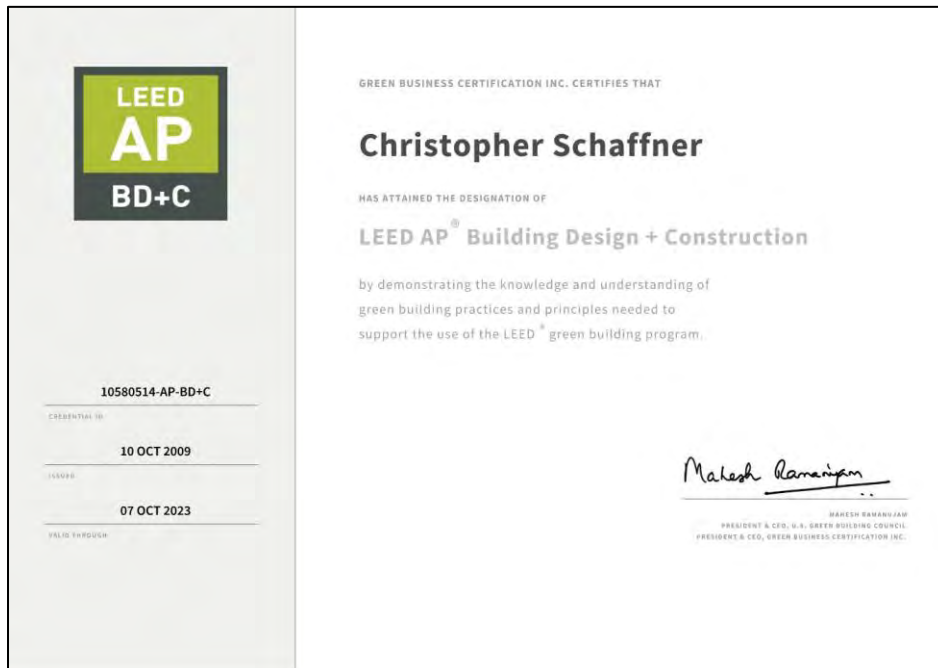 LEED
AP
BD+C
10580514-AP-BD+C
CREDENTIAL ID
10 OCT 2009
ISSUED
07 OCT 2023
VALID THROUGH
GREEN BUSINESS CERTIFICATION INC. CERTIFIES THAT
Christopher Schaffner
HAS ATTAINED THE DESIGNATION OF
LEED AP® Building Design + Construction
by demonstrating the knowledge and understanding of
green building practices and principles needed to
support the use of the LEED® green building program.
Mahesh Ramanujam
MAHESH RAMANUJAM
PRESIDENT & CEO, U.S. GREEN BUILDING COUNCIL
PRESIDENT & CEO, GREEN BUSINESS CERTIFICATION INC.